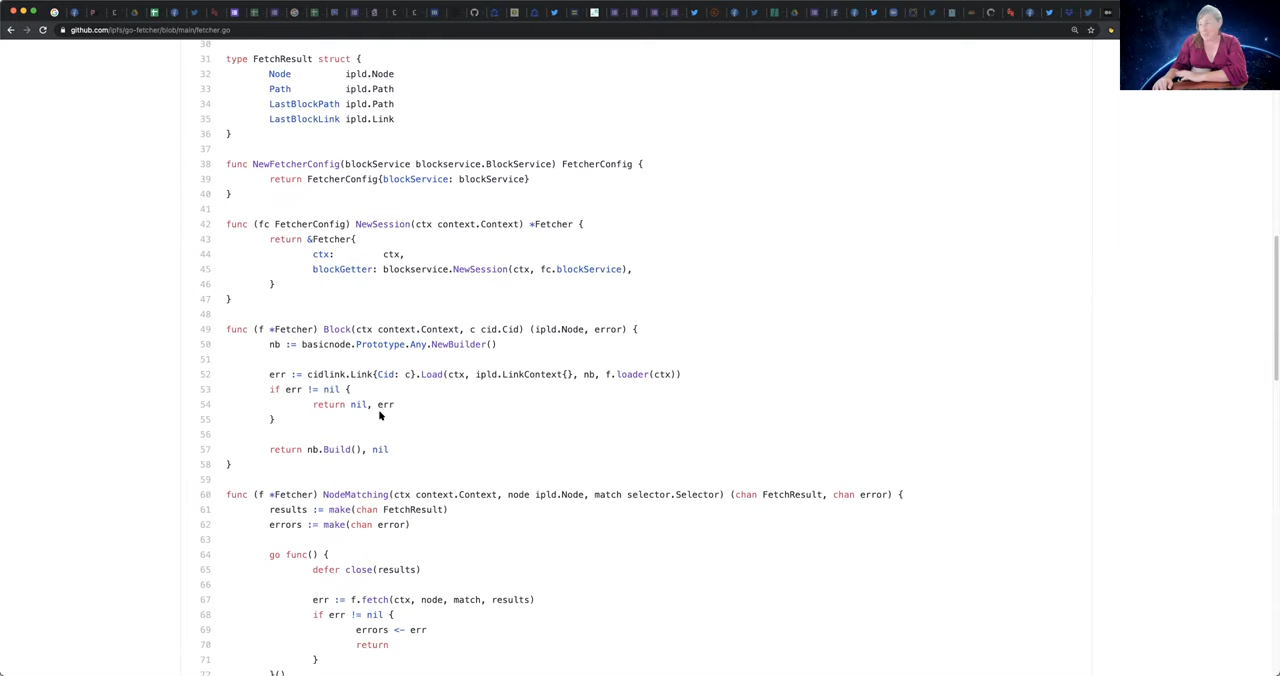 github.com/ipfs/go-fetcher/blob/main/fetcher.go
30
31 type FetchResult struct {
32 Node ipld.Node
33 Path ipld.Path
34 LastBlockPath ipld.Path
35 LastBlockLink ipld.Link
36 }
37
38 func NewFetcherConfig(blockService blockservice.BlockService) FetcherConfig {
39 return FetcherConfig{blockService: blockService}
40 }
41
42 func (fc FetcherConfig) NewSession(ctx context.Context) *Fetcher {
43 return &Fetcher{
44 ctx: ctx,
45 blockGetter: blockservice.NewSession(ctx, fc.blockService),
46 }
47 }
48
49 func (f *Fetcher) Block(ctx context.Context, c cid.Cid) (ipld.Node, error) {
50 nb := basicnode.Prototype.Any.NewBuilder()
51
52 err := cidlink.Link{Cid: c}.Load(ctx, ipld.LinkContext{}, nb, f.loader(ctx))
53 if err != nil {
54 return nil, err
55 }
56
57 return nb.Build(), nil
58 }
59
60 func (f *Fetcher) NodeMatching(ctx context.Context, node ipld.Node, match selector.Selector) (chan FetchResult, chan error) {
61 results := make(chan FetchResult)
62 errors := make(chan error)
63
64 go func() {
65 defer close(results)
66
67 err := f.fetch(ctx, node, match, results)
68 if err != nil {
69 errors <- err
70 return
71 }
72 }()